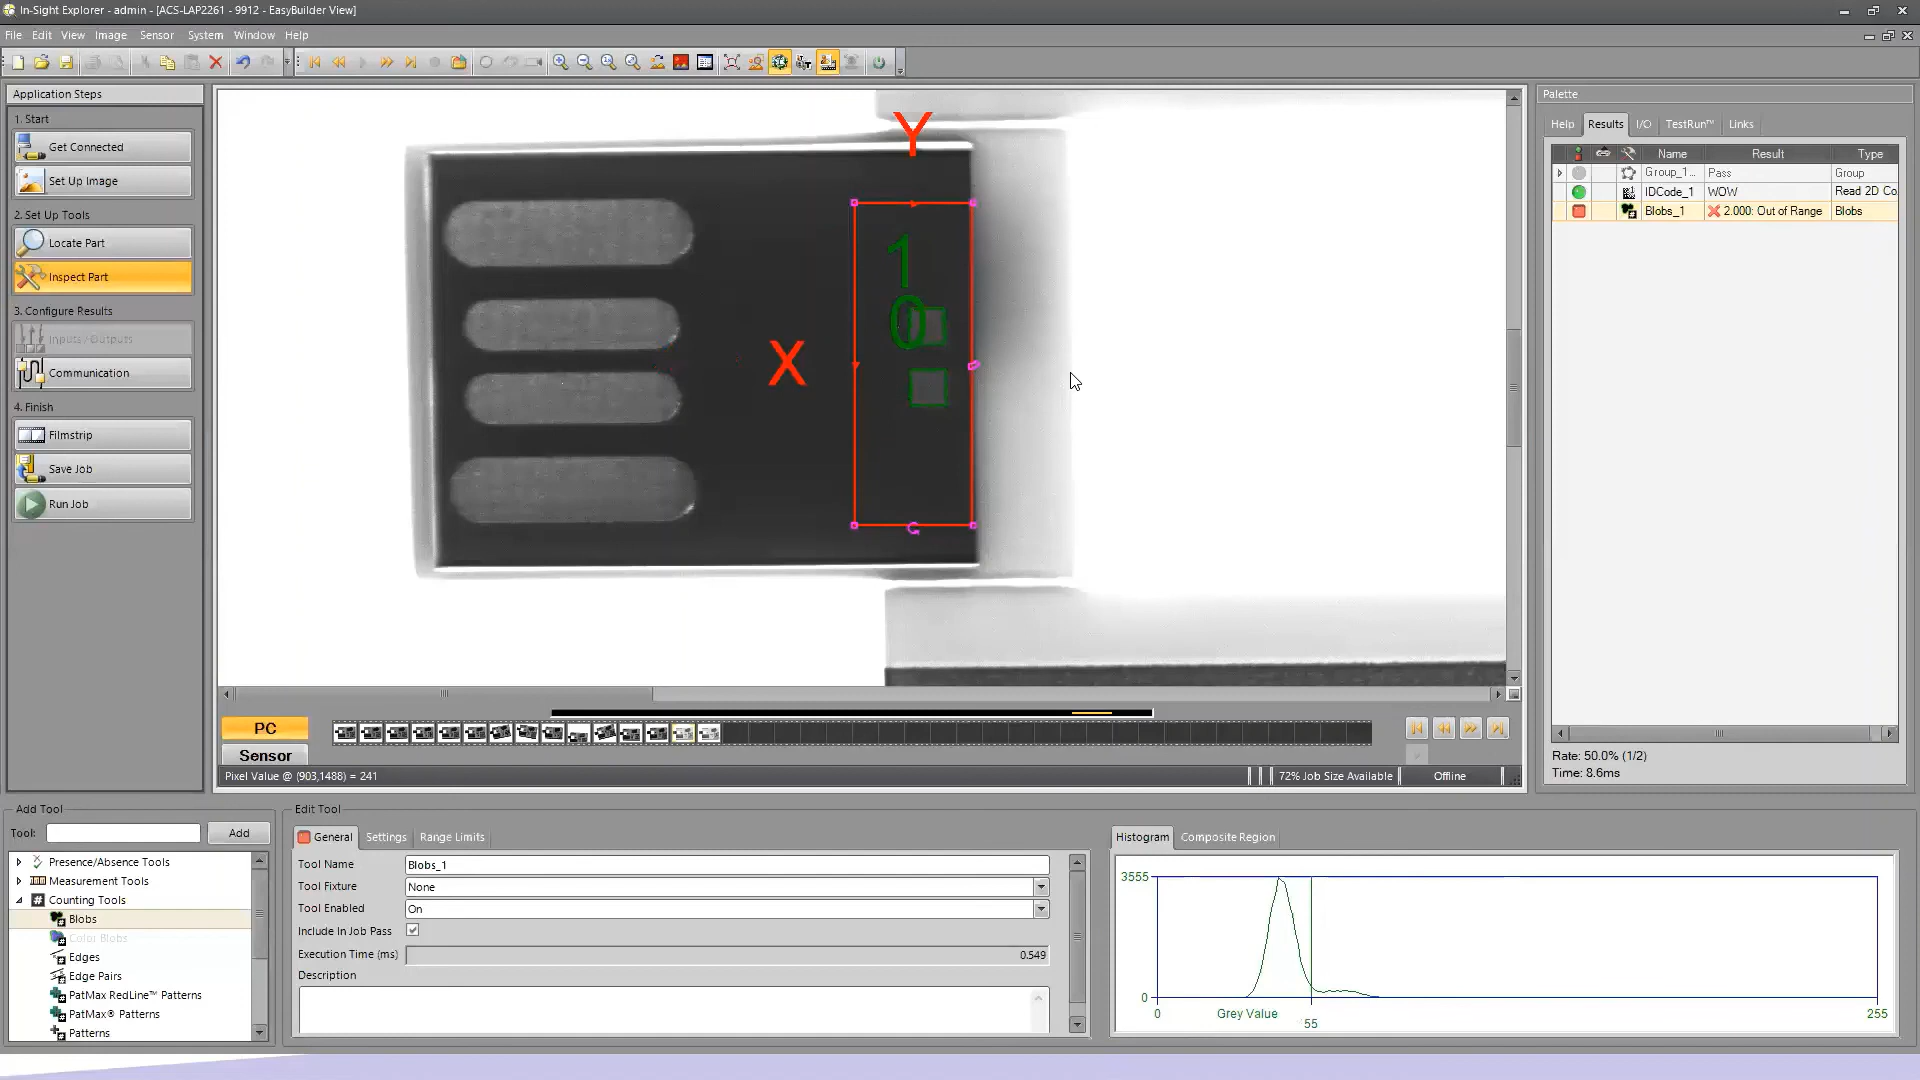 In-Sight Explorer - admin - [ACS-LAP2261 - 9912 - EasyBuilder View]
File Edit View Image Sensor System Window Help
Application Steps
1. Start
Get Connected
Set Up Image
2. Set Up Tools
Locate Part
Inspect Part
3. Configure Results
Inputs / Outputs
Communication
4. Finish
Filmstrip
Save Job
Run Job
Y
X
1
0
PC
Sensor
Pixel Value @ (903,1488) = 241
72% Job Size Available
Offline
Palette
Help Results I/O TestRun™ Links
Name Result Type
Group_1... Pass Group
IDCode_1 WOW Read 2D Co
Blobs_1 2.000: Out of Range Blobs
Rate: 50.0% (1/2)
Time: 8.6ms
Add Tool
Tool: Add
Presence/Absence Tools
Measurement Tools
Counting Tools
Blobs
Color Blobs
Edges
Edge Pairs
PatMax RedLine™ Patterns
PatMax® Patterns
Patterns
Edit Tool
General Settings Range Limits
Tool Name Blobs_1
Tool Fixture None
Tool Enabled On
Include In Job Pass
Execution Time (ms) 0.549
Description
Histogram Composite Region
3555
0
0 Grey Value 55 255